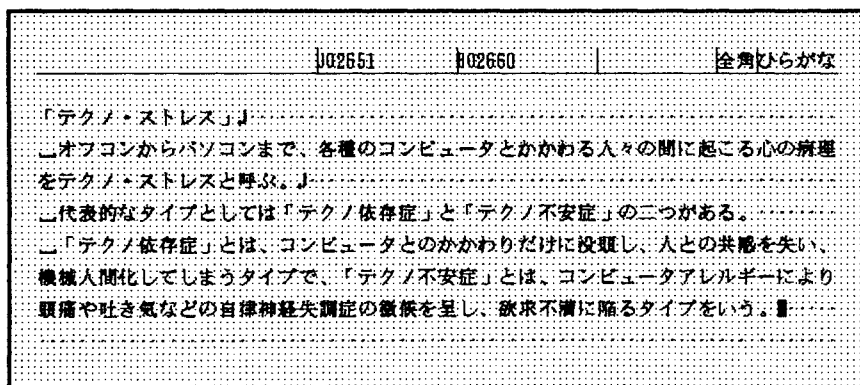 J02651 H02660 全角ひらがな
「テクノ・ストレス」
オフコンからパソコンまで、各種のコンピュータとかかわる人々の間に起こる心の病理
をテクノ・ストレスと呼ぶ。
代表的なタイプとしては「テクノ依存症」と「テクノ不安症」の二つがある。
「テクノ依存症」とは、コンピュータとのかかわりだけに没頭し、人との共感を失い、
機械人間化してしまうタイプで、「テクノ不安症」とは、コンピュータアレルギーにより
頭痛や吐き気などの自律神経失調症の徴候を呈し、欲求不満に陥るタイプをいう。